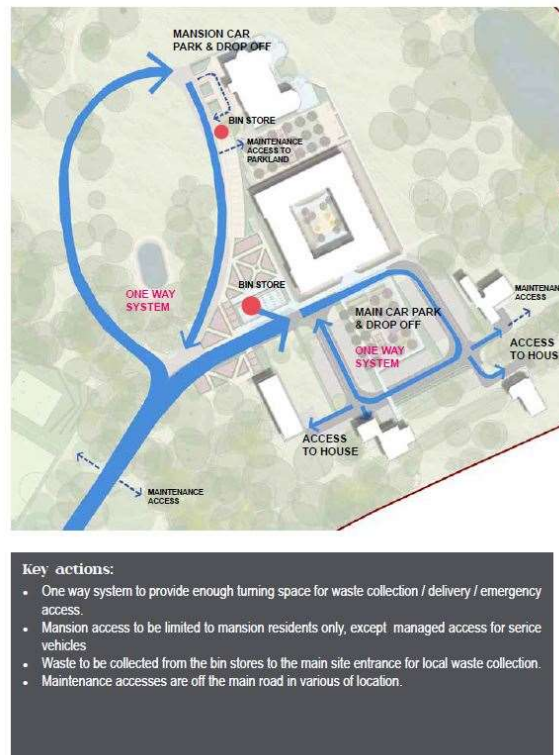 MANSION CAR
PARK & DROP OFF
BIN STORE
MAINTENANCE
ACCESS TO
PARKLAND
BIN STORE
ONE WAY
SYSTEM
MAIN CAR PARK
& DROP OFF
ONE WAY
SYSTEM
MAINTENAN
ACCESS
ACCESS
TO HOUS
ACCESS
TO HOUSE
MAINTENANCE
ACCESS
Key actions:
• One way system to provide enough turning space for waste collection / delivery / emergency
access.
• Mansion access to be limited to mansion residents only, except managed access for serice
vehicles
• Waste to be collected from the bin stores to the main site entrance for local waste collection.
• Maintenance accesses are off the main road in various of location.